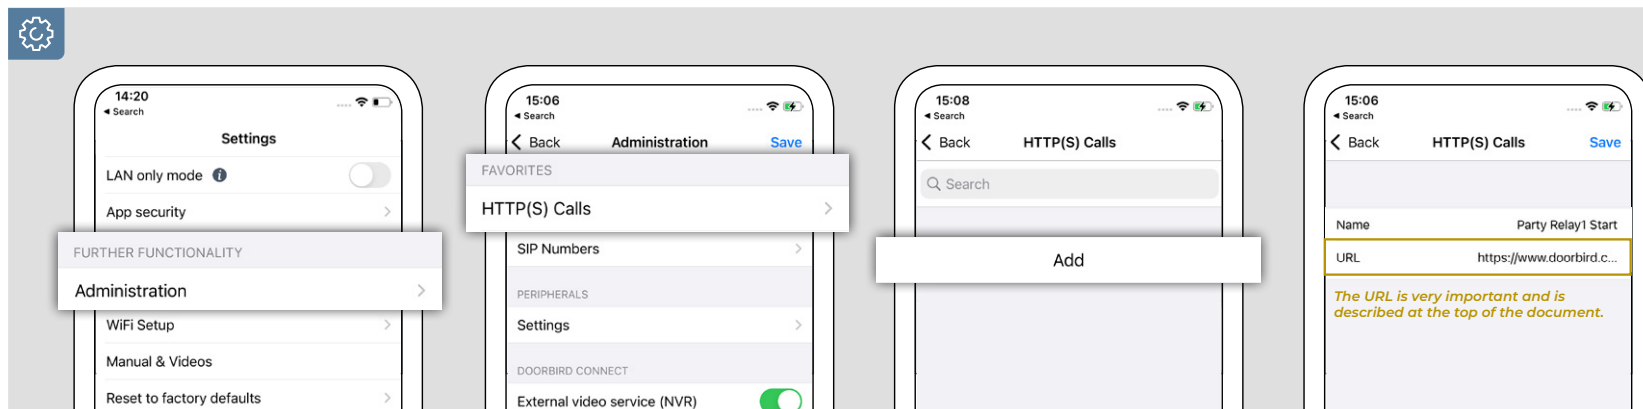 14:20
Search
Settings
LAN only mode
App security
FURTHER FUNCTIONALITY
Administration
WiFi Setup
Manual & Videos
Reset to factory defaults
15:06
Search
Back Administration Save
FAVORITES
HTTP(S) Calls
SIP Numbers
PERIPHERALS
Settings
DOORBIRD CONNECT
External video service (NVR)
15:08
Search
Back HTTP(S) Calls
Search
Add
15:06
Search
Back HTTP(S) Calls Save
Name Party Relay1 Start
URL https://www.doorbird.c...
The URL is very important and is
described at the top of the document.